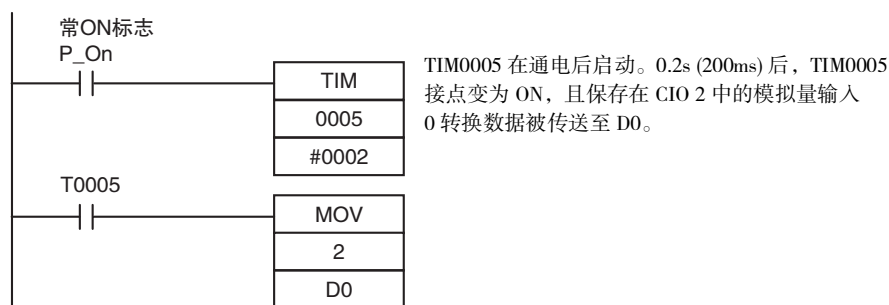 常ON标志
P_On
TIM
0005
#0002
TIM0005 在通电后启动。0.2s (200ms) 后，TIM0005
接点变为 ON，且保存在 CIO 2 中的模拟量输入
0 转换数据被传送至 D0。
T0005
MOV
2
D0